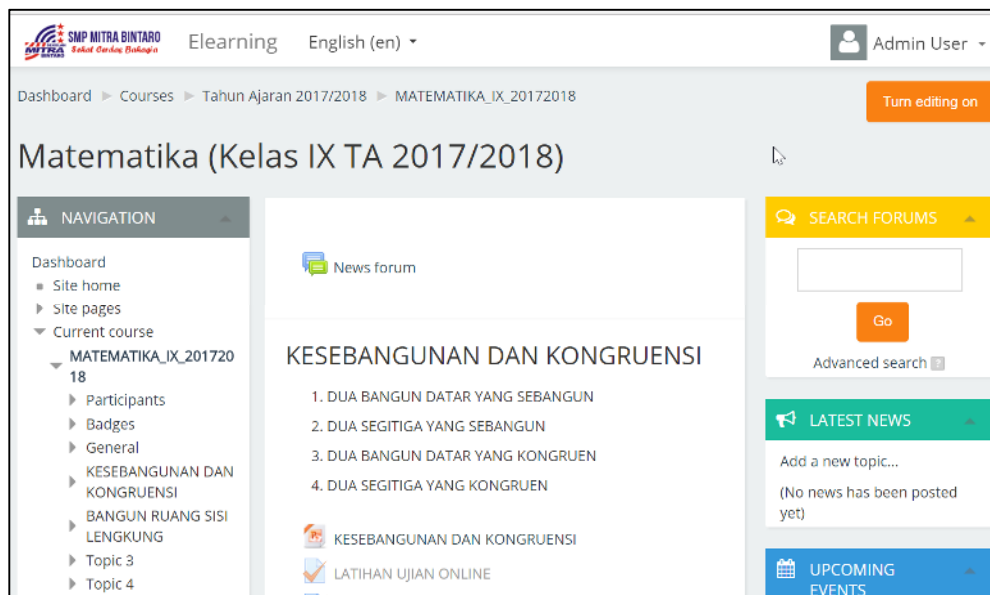 SMP MITRA BINTARO
Elearning
English (en)
Admin User
Dashboard Courses Tahun Ajaran 2017/2018 MATEMATIKA_IX_20172018
Turn editing on
Matematika (Kelas IX TA 2017/2018)
NAVIGATION
Dashboard
Site home
Site pages
Current course
MATEMATIKA_IX_201720
18
Participants
Badges
General
KESEBANGUNAN DAN
KONGRUENSI
BANGUN RUANG SISI
LENGKUNG
Topic 3
Topic 4
News forum
KESEBANGUNAN DAN KONGRUENSI
1. DUA BANGUN DATAR YANG SEBANGUN
2. DUA SEGITIGA YANG SEBANGUN
3. DUA BANGUN DATAR YANG KONGRUEN
4. DUA SEGITIGA YANG KONGRUEN
KESEBANGUNAN DAN KONGRUENSI
LATIHAN UJIAN ONLINE
SEARCH FORUMS
Go
Advanced search
LATEST NEWS
Add a new topic...
(No news has been posted
yet)
UPCOMING
EVENTS